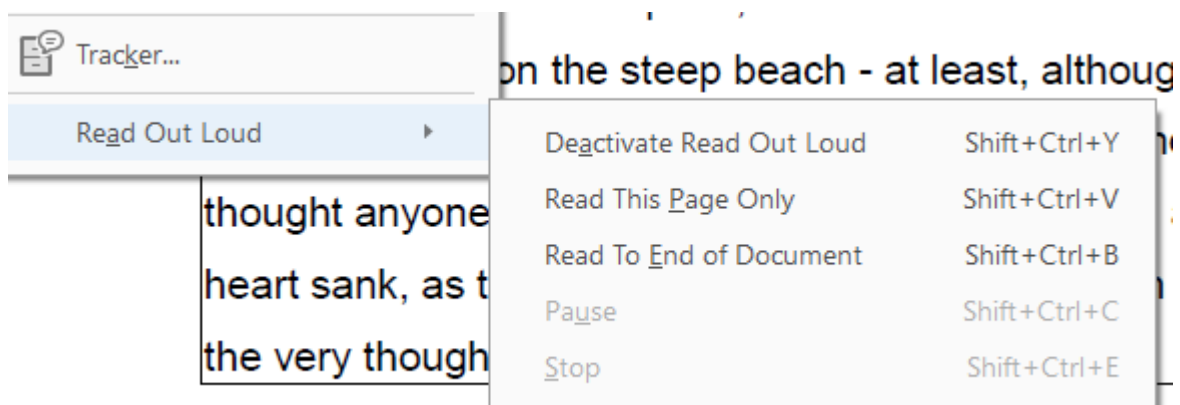 Tracker...
on the steep beach - at least, althoug
Read Out Loud
Deactivate Read Out Loud Shift+Ctrl+Y
thought anyone
Read This Page Only Shift+Ctrl+V
Read To End of Document Shift+Ctrl+B
heart sank, as t
Pause Shift+Ctrl+C
the very though
Stop Shift+Ctrl+E